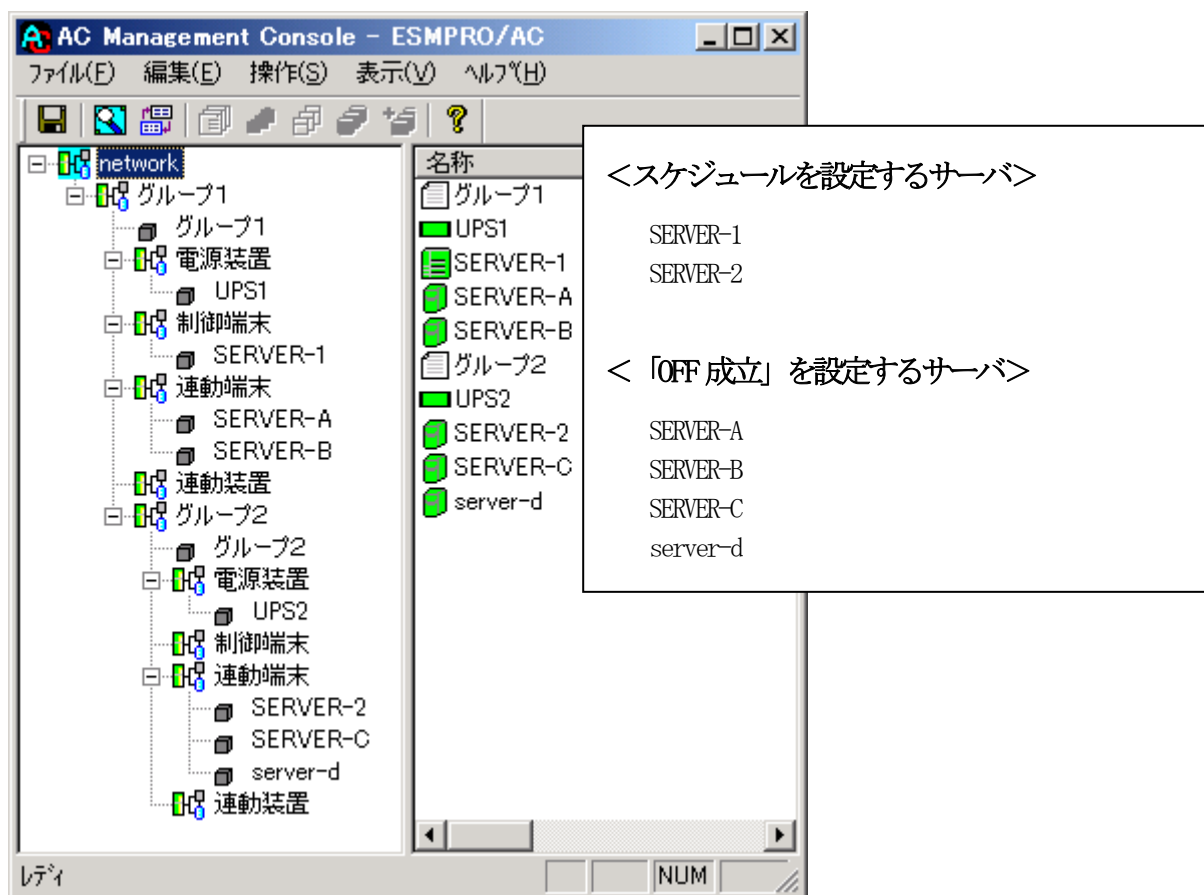 AC Management Console - ESMPRO/AC
ﾌｧｲﾙ(F) 編集(E) 操作(S) 表示(V) ﾍﾙﾌﾟ(H)
network
グループ1
グループ1
電源装置
UPS1
制御端末
SERVER-1
連動端末
SERVER-A
SERVER-B
連動装置
グループ2
グループ2
電源装置
UPS2
制御端末
連動端末
SERVER-2
SERVER-C
server-d
連動装置
名称
グループ1
UPS1
SERVER-1
SERVER-A
SERVER-B
グループ2
UPS2
SERVER-2
SERVER-C
server-d
＜スケジュールを設定するサーバ＞
SERVER-1
SERVER-2
＜「OFF成立」を設定するサーバ＞
SERVER-A
SERVER-B
SERVER-C
server-d
ﾚﾃﾞｨ
NUM